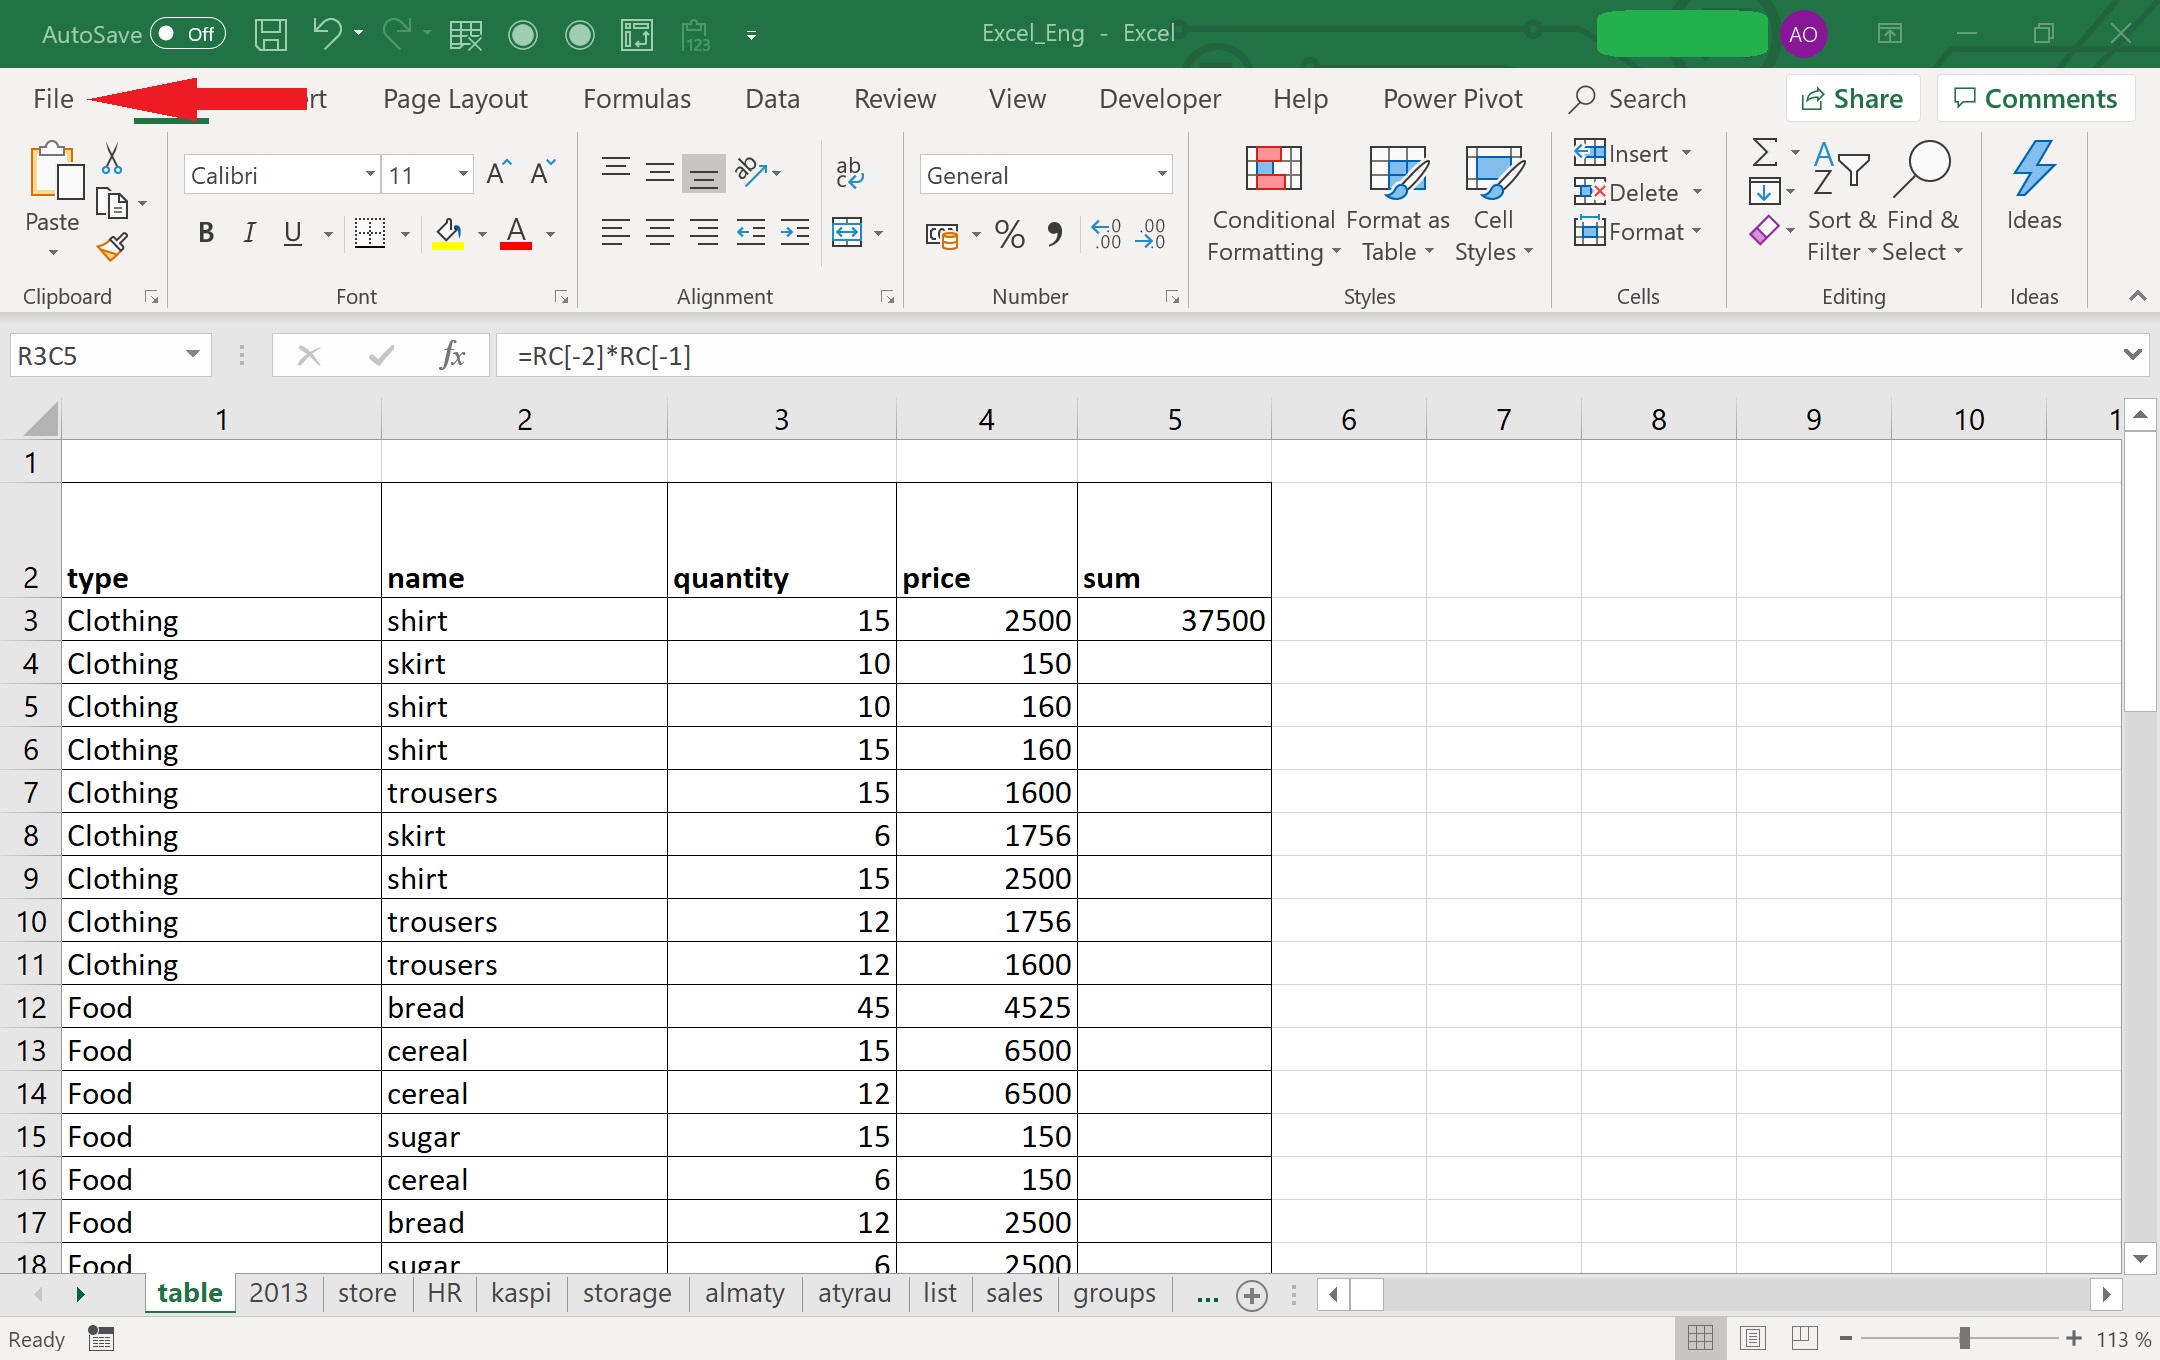 AutoSave Off Excel_Eng - Excel AO
File rt Page Layout Formulas Data Review View Developer Help Power Pivot Search Share Comments
Paste
Calibri 11
B I U A
ab
General
% .00 .00
Conditional Formatting
Format as Table
Cell Styles
Insert
Delete
Format
Sort & Filter
Find & Select
Ideas
Clipboard Font Alignment Number Styles Cells Editing Ideas
R3C5 fx =RC[-2]*RC[-1]
1 2 3 4 5 6 7 8 9 10 1
1
2 type name quantity price sum
3 Clothing shirt 15 2500 37500
4 Clothing skirt 10 150
5 Clothing shirt 10 160
6 Clothing shirt 15 160
7 Clothing trousers 15 1600
8 Clothing skirt 6 1756
9 Clothing shirt 15 2500
10 Clothing trousers 12 1756
11 Clothing trousers 12 1600
12 Food bread 45 4525
13 Food cereal 15 6500
14 Food cereal 12 6500
15 Food sugar 15 150
16 Food cereal 6 150
17 Food bread 12 2500
18 Food sugar 6 2500
table 2013 store HR kaspi storage almaty atyrau list sales groups ...
Ready 113 %